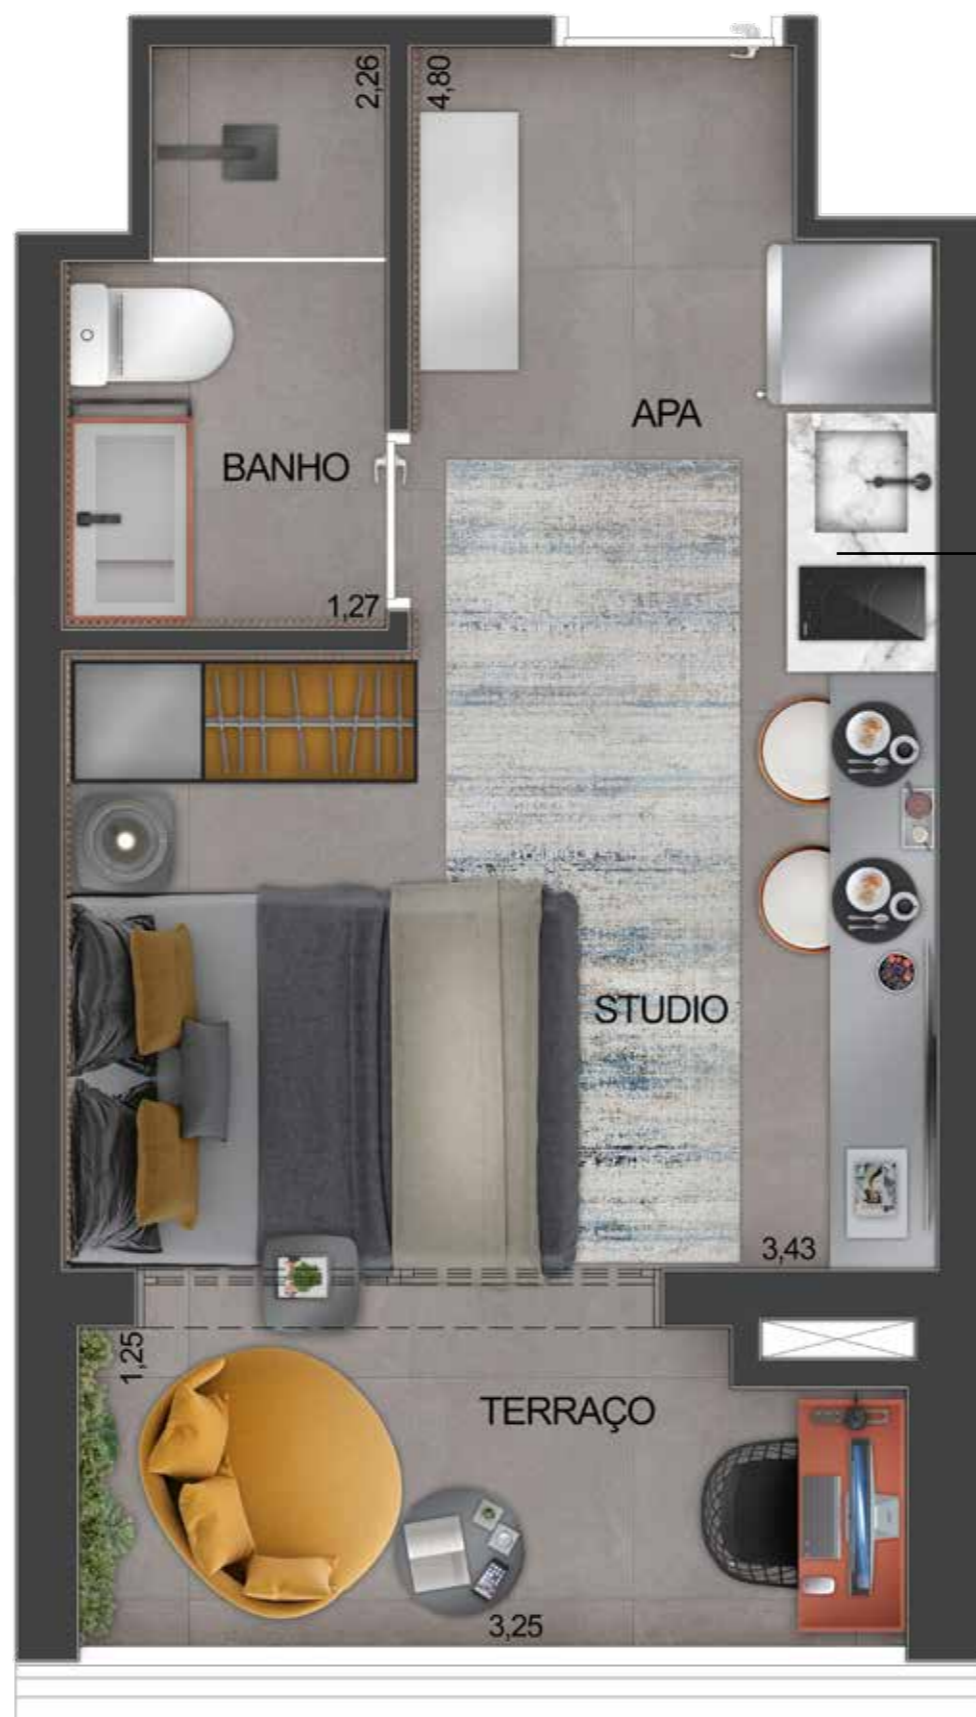 2,26
4,80
APA
BANHO
1,27
STUDIO
3,43
1,25
TERRAÇO
3,25